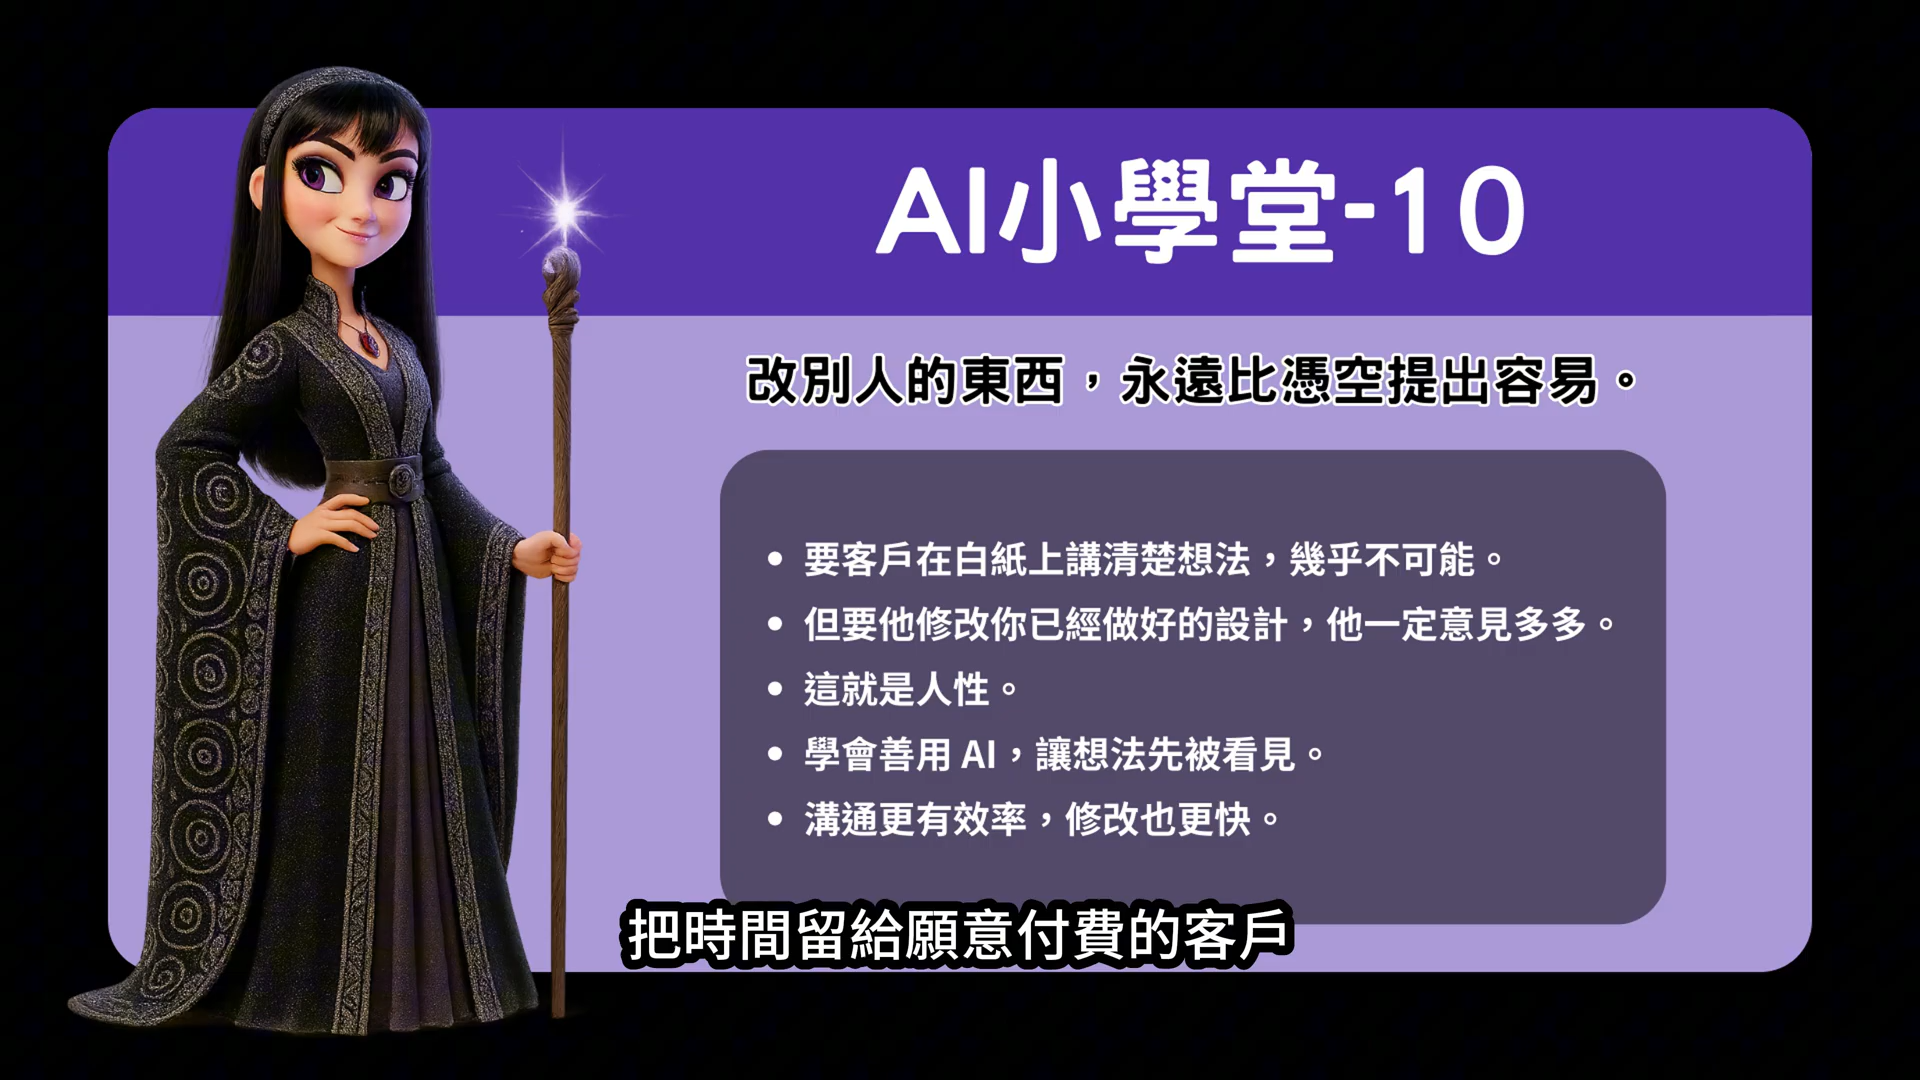 AI小學堂-10
改別人的東西，永遠比憑空提出容易。
• 要客戶在白紙上講清楚想法，幾乎不可能。
• 但要他修改你已經做好的設計，他一定意見多多。
• 這就是人性。
• 學會善用 AI，讓想法先被看見。
• 溝通更有效率，修改也更快。
把時間留給願意付費的客戶